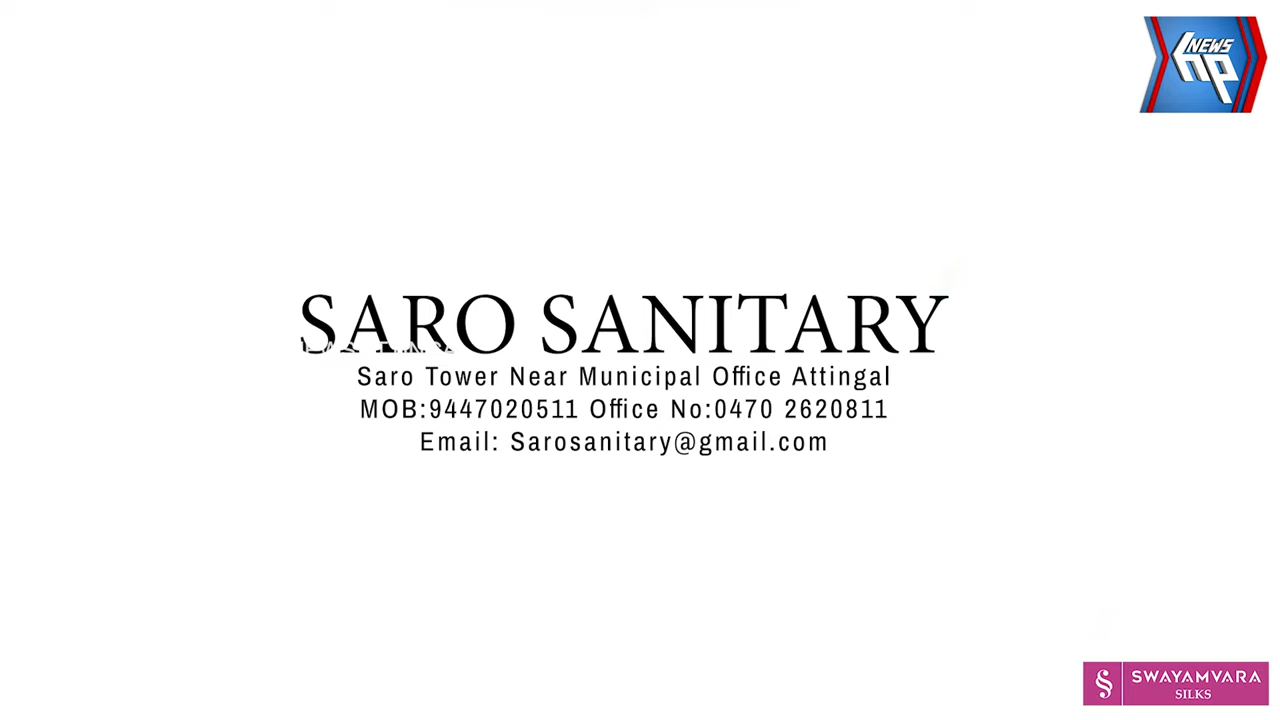 NEWS
hp
SARO SANITARY
Saro Tower Near Municipal Office Attingal
MOB:9447020511 Office No:0470 2620811
Email: Sarosanitary@gmail.com
SWAYAMVARA
SILKS